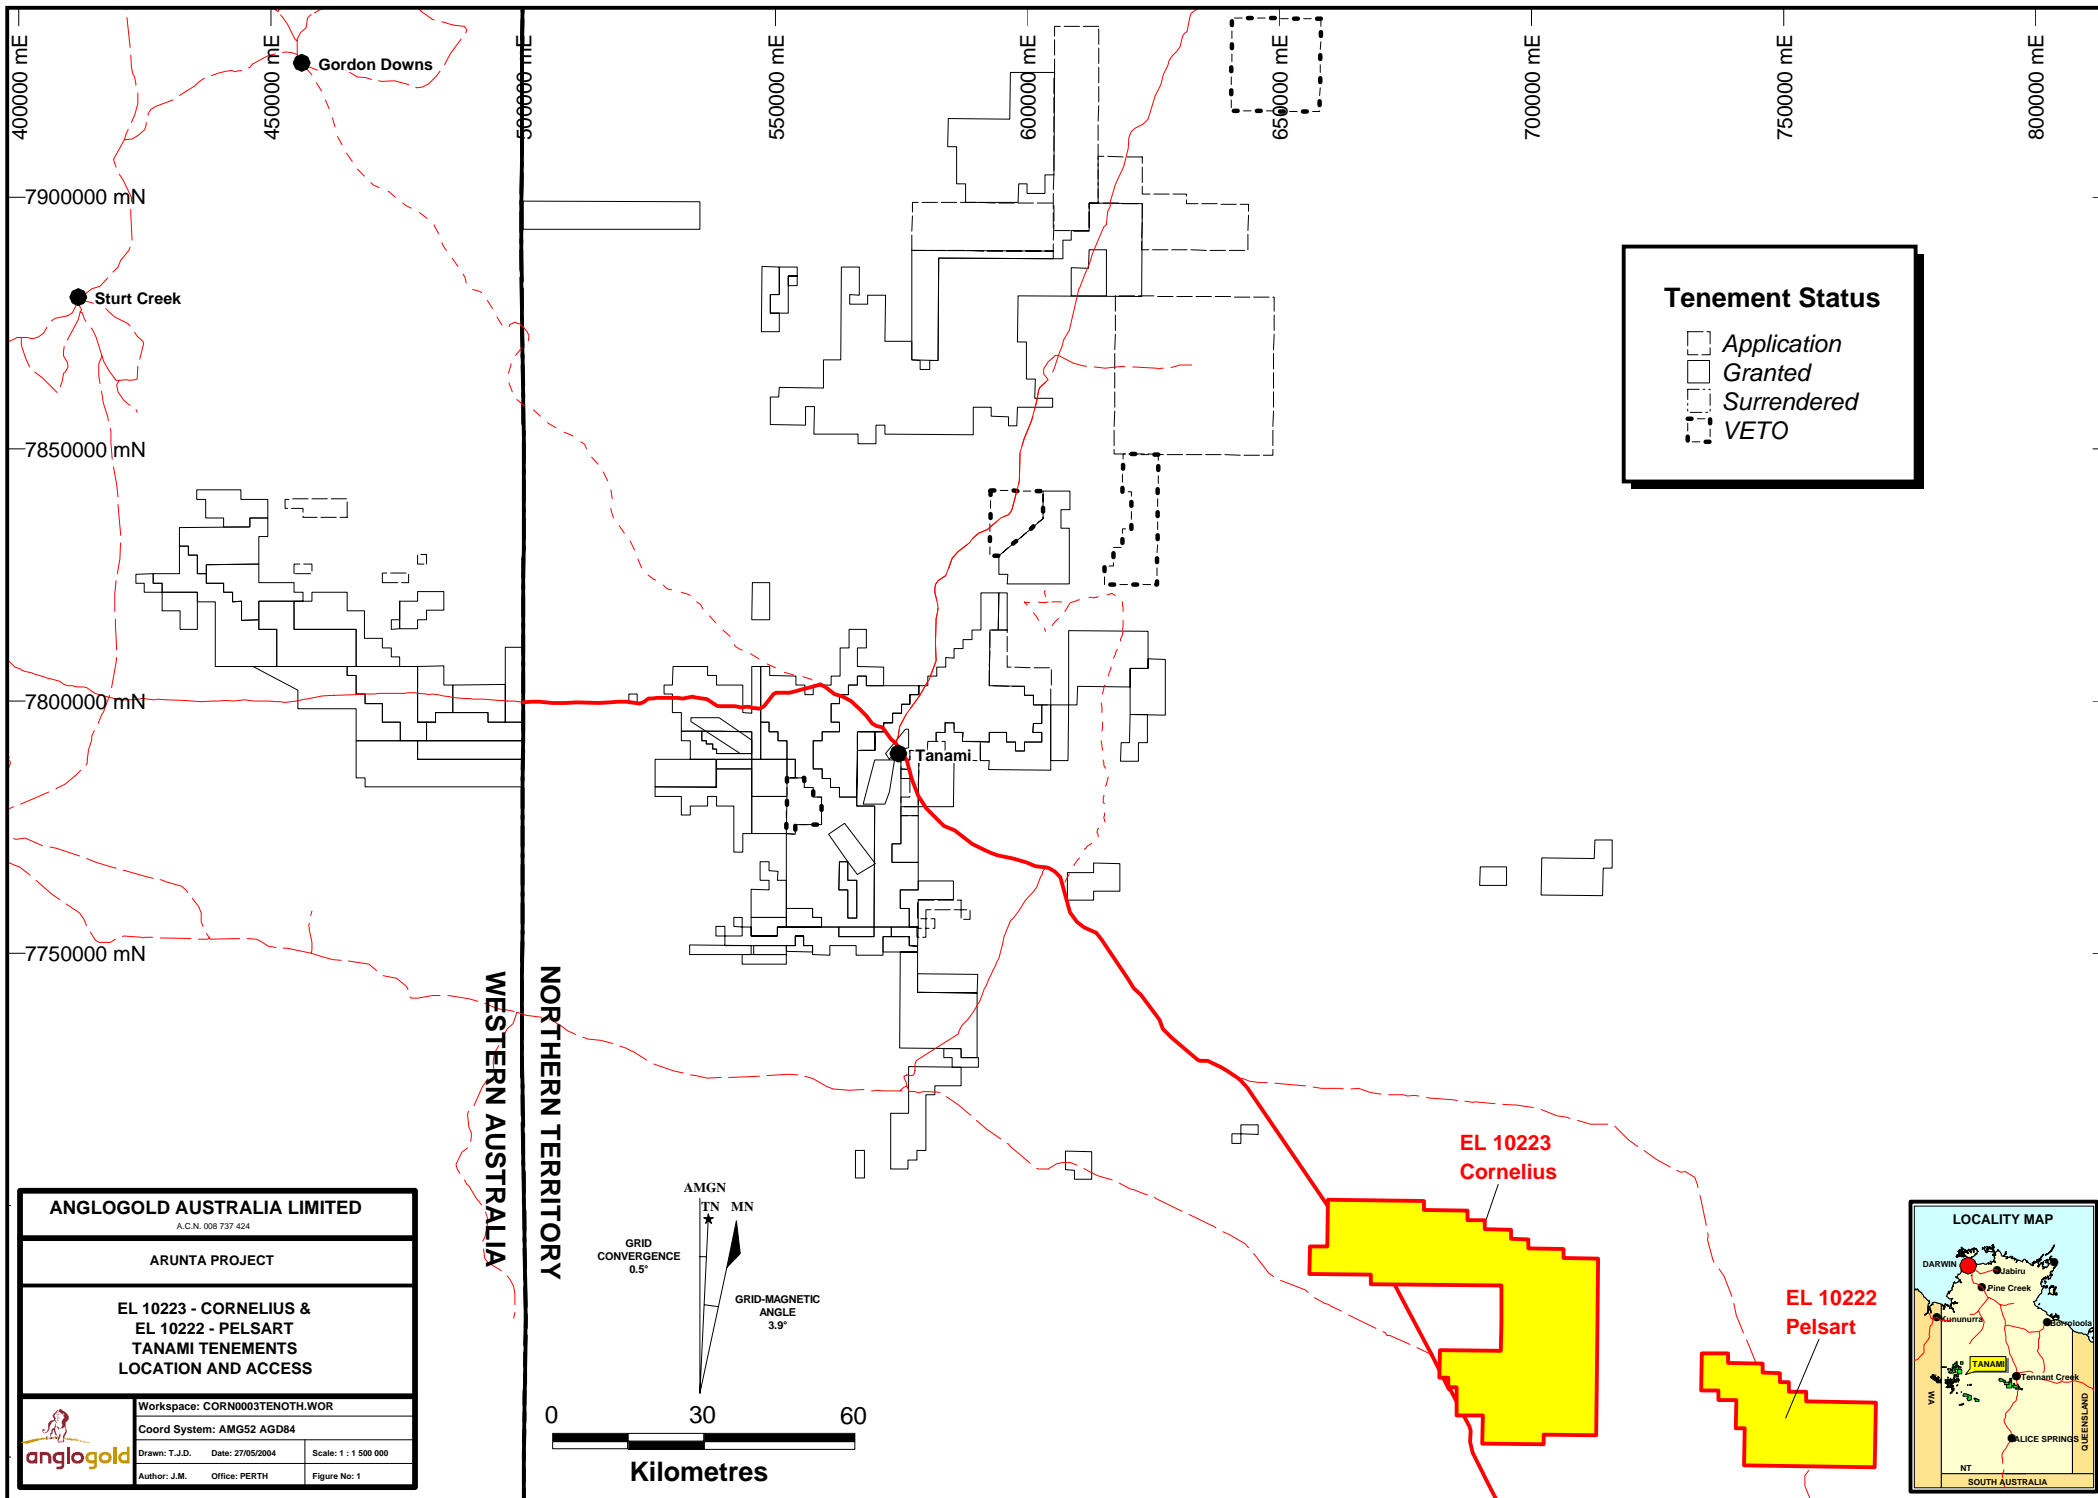 400000 mE
450000 mE
500000 mE
550000 mE
600000 mE
650000 mE
700000 mE
750000 mE
800000 mE
Gordon Downs
7900000 mN
Sturt Creek
Tenement Status
Application
Granted
Surrendered
VETO
7850000 mN
7800000 mN
Tanami
7750000 mN
WESTERN AUSTRALIA
NORTHERN TERRITORY
EL 10223
Cornelius
EL 10222
Pelsart
AMGN
TN MN
GRID
CONVERGENCE
0.5°
GRID-MAGNETIC
ANGLE
3.9°
0 30 60
Kilometres
ANGLOGOLD AUSTRALIA LIMITED
A.C.N. 008 737 424
ARUNTA PROJECT
EL 10223 - CORNELIUS &
EL 10222 - PELSART
TANAMI TENEMENTS
LOCATION AND ACCESS
anglogold
Workspace: CORN0003TENOTH.WOR
Coord System: AMG52 AGD84
Drawn: T.J.D. Date: 27/05/2004 Scale: 1 : 1 500 000
Author: J.M. Office: PERTH Figure No: 1
LOCALITY MAP
DARWIN
Jabiru
Pine Creek
Kununurra
Borroloola
TANAMI
Tennant Creek
WA
QUEENSLAND
ALICE SPRINGS
NT
SOUTH AUSTRALIA